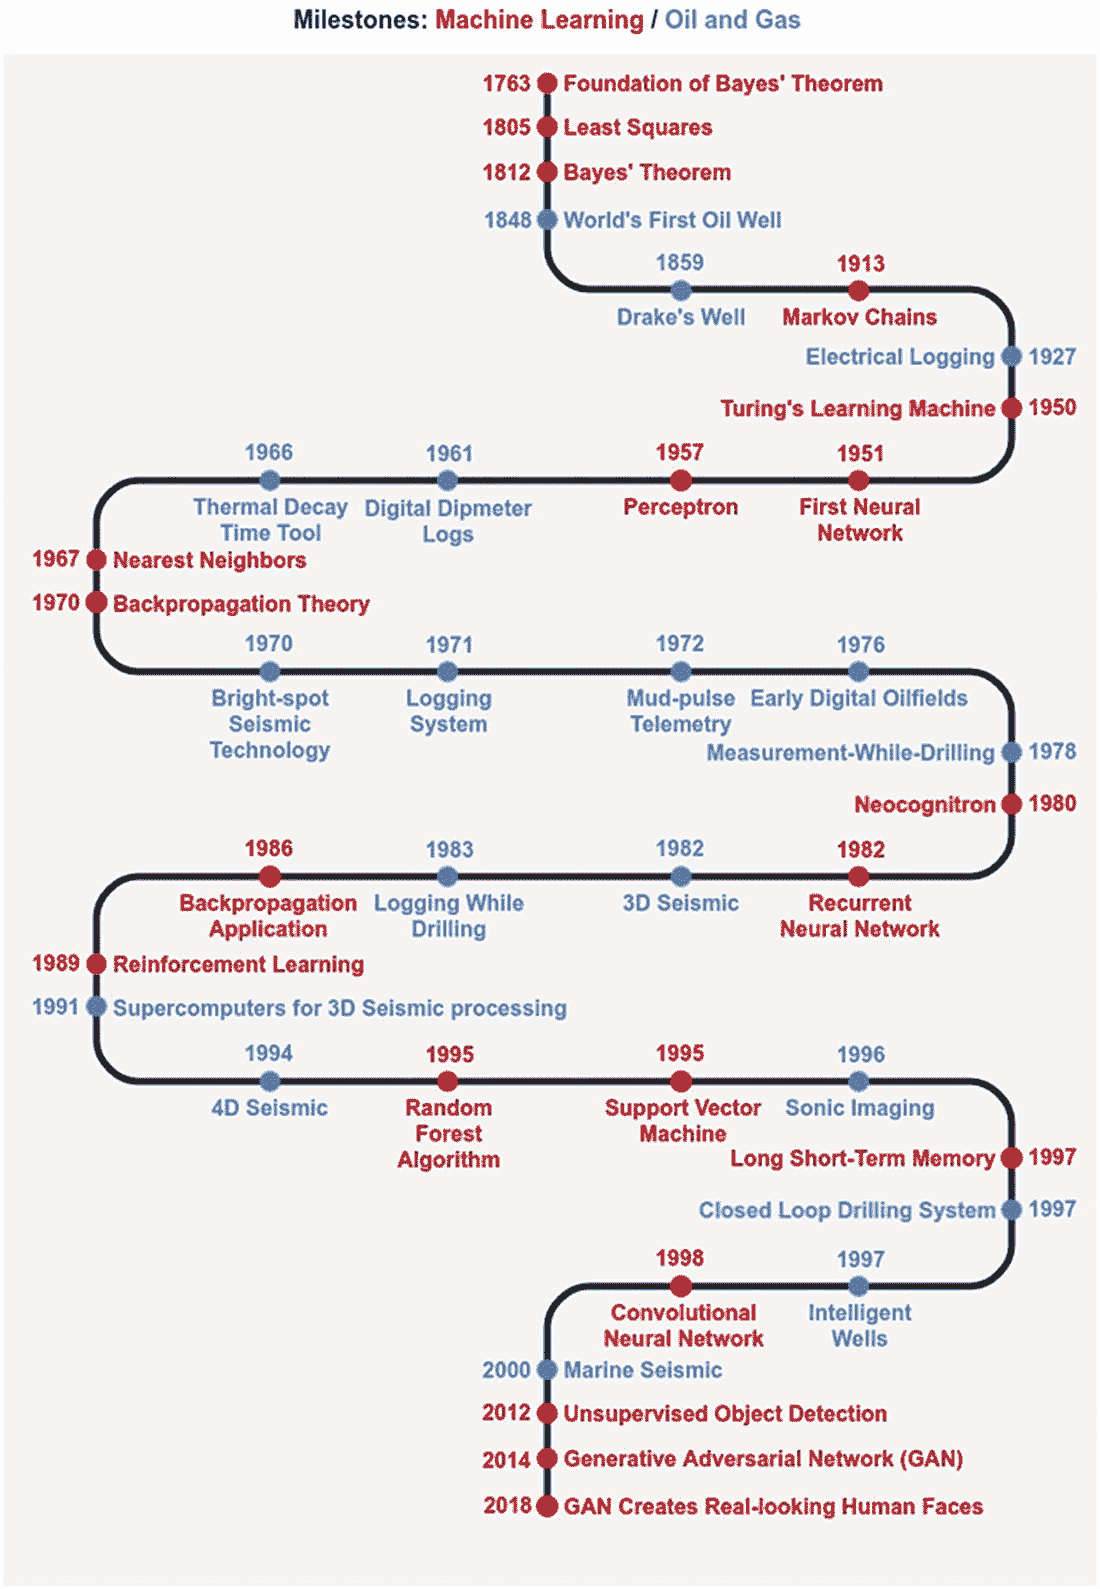 Milestones: Machine Learning / Oil and Gas
1763 Foundation of Bayes' Theorem
1805 Least Squares
1812 Bayes' Theorem
1848 World's First Oil Well
1859
Drake's Well
1913
Markov Chains
Electrical Logging 1927
Turing's Learning Machine 1950
1951
First Neural
Network
1957
Perceptron
1961
Digital Dipmeter
Logs
1966
Thermal Decay
Time Tool
1967 Nearest Neighbors
1970 Backpropagation Theory
1970
Bright-spot
Seismic
Technology
1971
Logging
System
1972
Mud-pulse
Telemetry
1976
Early Digital Oilfields
Measurement-While-Drilling 1978
Neocognitron 1980
1982
Recurrent
Neural Network
1982
3D Seismic
1983
Logging While
Drilling
1986
Backpropagation
Application
1989 Reinforcement Learning
1991 Supercomputers for 3D Seismic processing
1994
4D Seismic
1995
Random
Forest
Algorithm
1995
Support Vector
Machine
1996
Sonic Imaging
Long Short-Term Memory 1997
Closed Loop Drilling System 1997
1997
Intelligent
Wells
1998
Convolutional
Neural Network
2000 Marine Seismic
2012 Unsupervised Object Detection
2014 Generative Adversarial Network (GAN)
2018 GAN Creates Real-looking Human Faces